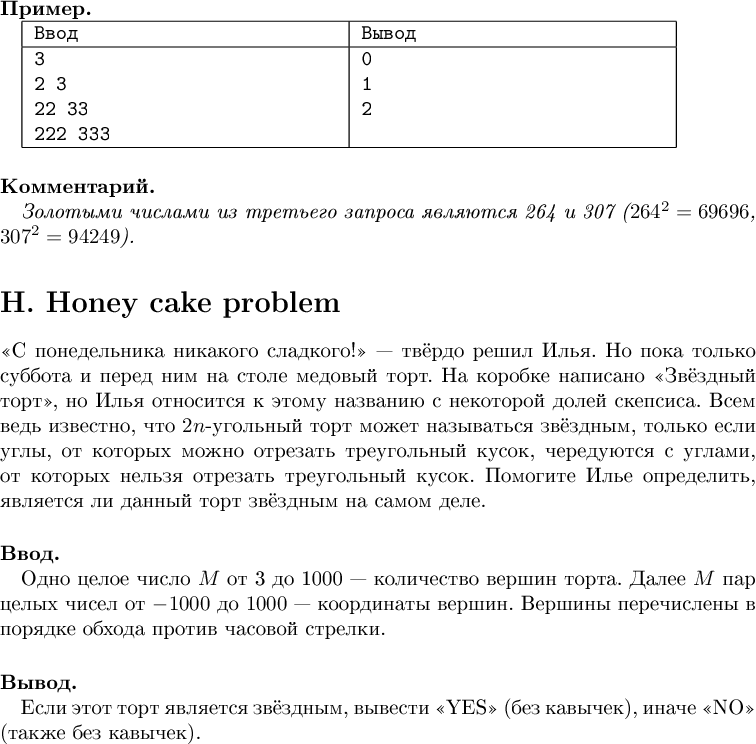 Пример.
Ввод Вывод
3 0
2 3 1
22 33 2
222 333
Комментарий.
Золотыми числами из третьего запроса являются 264 и 307 (264² = 69696,
307² = 94249).
H. Honey cake problem
«С понедельника никакого сладкого!» — твёрдо решил Илья. Но пока только
суббота и перед ним на столе медовый торт. На коробке написано «Звёздный
торт», но Илья относится к этому названию с некоторой долей скепсиса. Всем
ведь известно, что 2n-угольный торт может называться звёздным, только если
углы, от которых можно отрезать треугольный кусок, чередуются с углами,
от которых нельзя отрезать треугольный кусок. Помогите Илье определить,
является ли данный торт звёздным на самом деле.
Ввод.
Одно целое число M от 3 до 1000 — количество вершин торта. Далее M пар
целых чисел от −1000 до 1000 — координаты вершин. Вершины перечислены в
порядке обхода против часовой стрелки.
Вывод.
Если этот торт является звёздным, вывести «YES» (без кавычек), иначе «NO»
(также без кавычек).